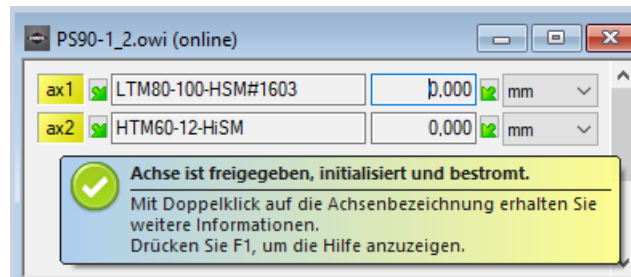 PS90-1_2.owi (online)
ax1 LTM80-100-HSM#1603 0,000 mm
ax2 HTM60-12-HiSM 0,000 mm
Achse ist freigegeben, initialisiert und bestromt.
Mit Doppelklick auf die Achsenbezeichnung erhalten Sie
weitere Informationen.
Drücken Sie F1, um die Hilfe anzuzeigen.